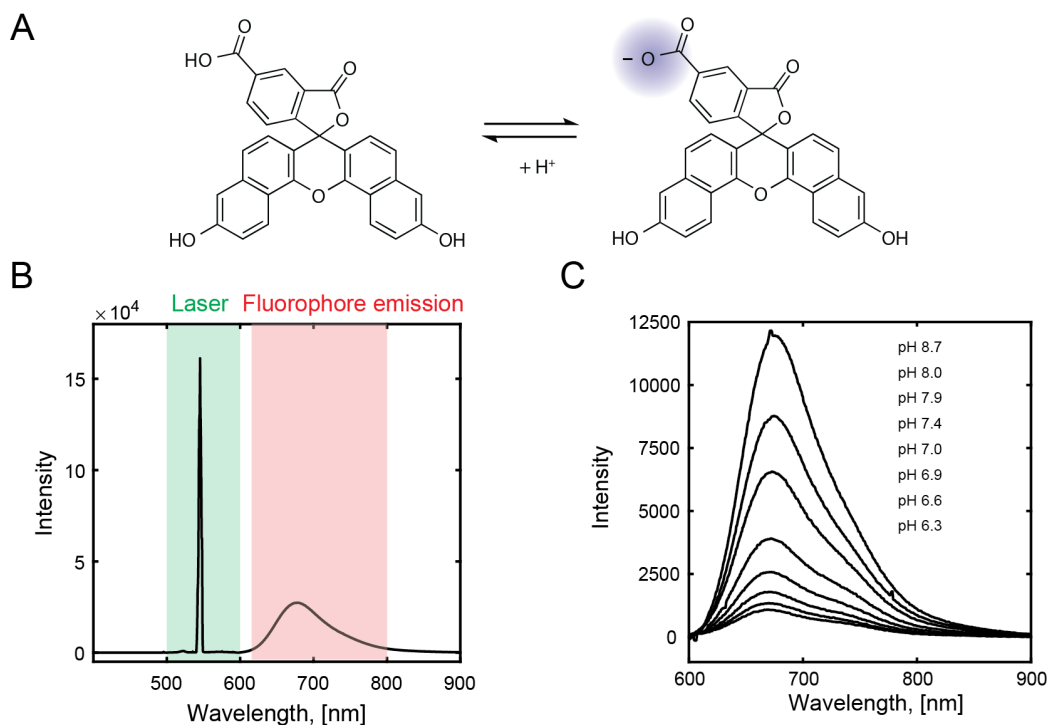 A
HO
O
O
O
O
HO
OH
+ H⁺
− O
O
O
O
O
HO
OH
B
× 10⁴
Laser
Fluorophore emission
15
10
5
0
Intensity
500
600
700
800
900
Wavelength, [nm]
C
12500
10000
7500
5000
2500
0
Intensity
pH 8.7
pH 8.0
pH 7.9
pH 7.4
pH 7.0
pH 6.9
pH 6.6
pH 6.3
600
700
800
900
Wavelength, [nm]